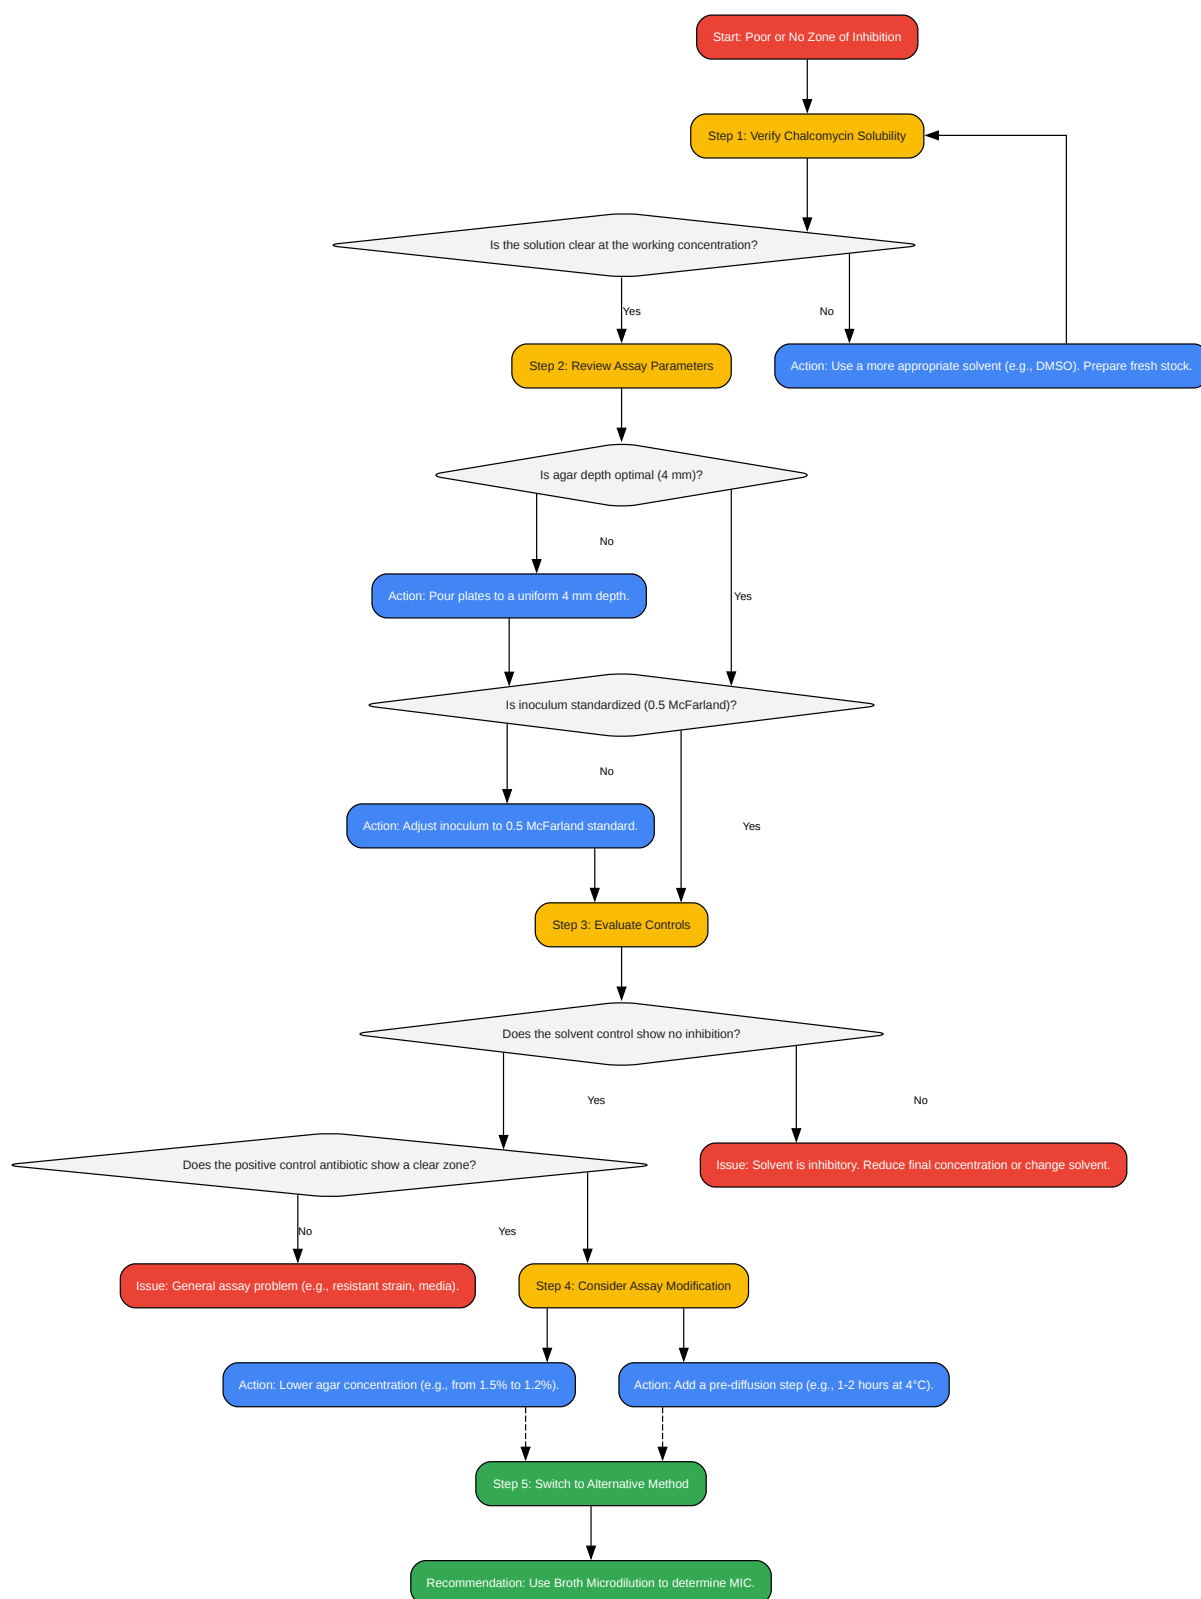 Start: Poor or No Zone of Inhibition
Step 1: Verify Chalcomycin Solubility
Is the solution clear at the working concentration?
Yes
No
Step 2: Review Assay Parameters
Action: Use a more appropriate solvent (e.g., DMSO). Prepare fresh stock.
Is agar depth optimal (4 mm)?
No
Action: Pour plates to a uniform 4 mm depth.
Yes
Is inoculum standardized (0.5 McFarland)?
No
Action: Adjust inoculum to 0.5 McFarland standard.
Yes
Step 3: Evaluate Controls
Does the solvent control show no inhibition?
Yes
No
Does the positive control antibiotic show a clear zone?
Issue: Solvent is inhibitory. Reduce final concentration or change solvent.
No
Yes
Issue: General assay problem (e.g., resistant strain, media).
Step 4: Consider Assay Modification
Action: Lower agar concentration (e.g., from 1.5% to 1.2%).
Action: Add a pre-diffusion step (e.g., 1-2 hours at 4°C).
Step 5: Switch to Alternative Method
Recommendation: Use Broth Microdilution to determine MIC.